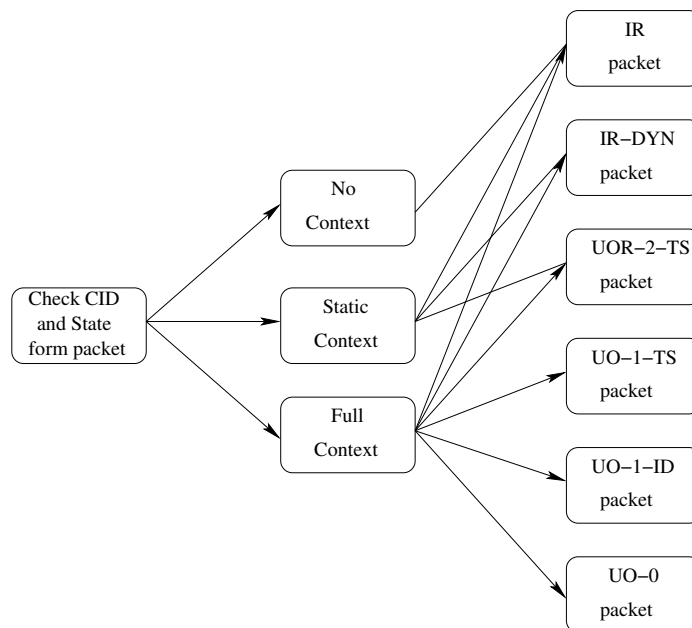 Check CID
and State
form packet
No
Context
Static
Context
Full
Context
IR
packet
IR−DYN
packet
UOR−2−TS
packet
UO−1−TS
packet
UO−1−ID
packet
UO−0
packet